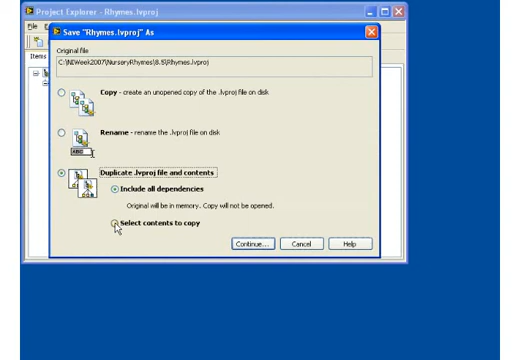 Project Explorer - Rhymes.lvproj
File
Items
Save "Rhymes.lvproj" As
Original file
C:\NIWeek2007\NurseryRhymes\8.5\Rhymes.lvproj
Copy - create an unopened copy of the .lvproj file on disk
Rename - rename the .lvproj file on disk
ABC
Duplicate .lvproj file and contents
Include all dependencies
Original will be in memory. Copy will not be opened.
Select contents to copy
Continue... Cancel Help